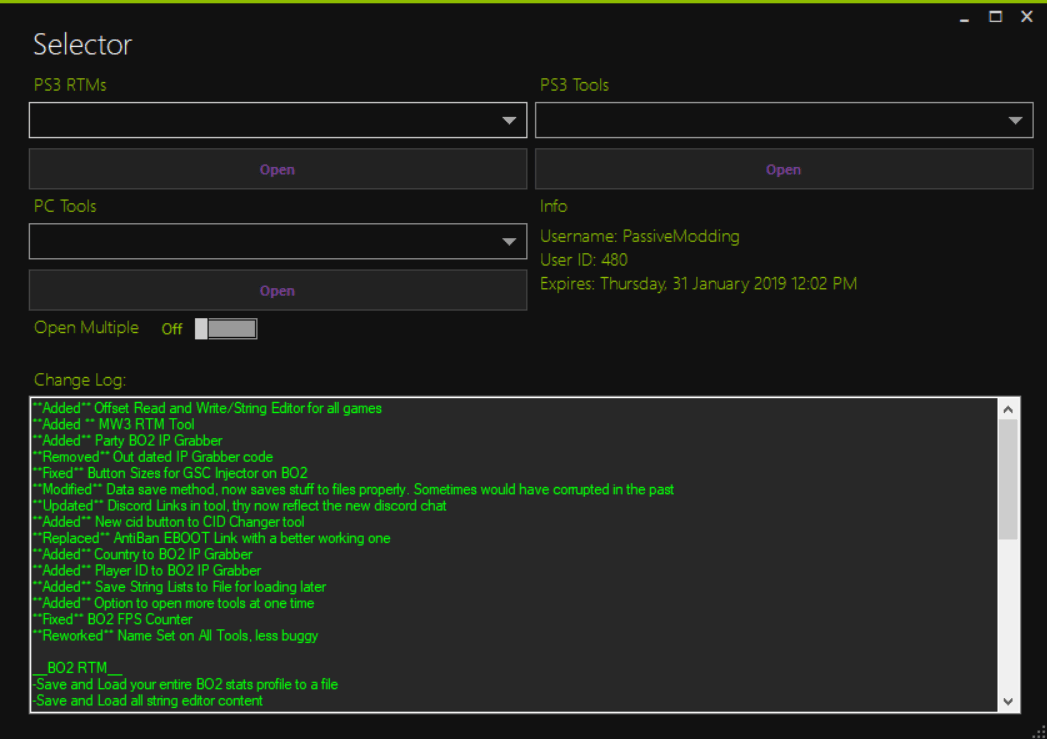 Selector
PS3 RTMs
PS3 Tools
Open
Open
PC Tools
Info
Username: PassiveModding
User ID: 480
Expires: Thursday, 31 January 2019 12:02 PM
Open
Open Multiple Off
Change Log:
**Added** Offset Read and Write/String Editor for all games
**Added ** MW3 RTM Tool
**Added** Party BO2 IP Grabber
**Removed** Out dated IP Grabber code
**Fixed** Button Sizes for GSC Injector on BO2
**Modified** Data save method, now saves stuff to files properly. Sometimes would have corrupted in the past
**Updated** Discord Links in tool, thy now reflect the new discord chat
**Added** New cid button to CID Changer tool
**Replaced** AntiBan EBOOT Link with a better working one
**Added** Country to BO2 IP Grabber
**Added** Player ID to BO2 IP Grabber
**Added** Save String Lists to File for loading later
**Added** Option to open more tools at one time
**Fixed** BO2 FPS Counter
**Reworked** Name Set on All Tools, less buggy
__BO2 RTM__
-Save and Load your entire BO2 stats profile to a file
-Save and Load all string editor content